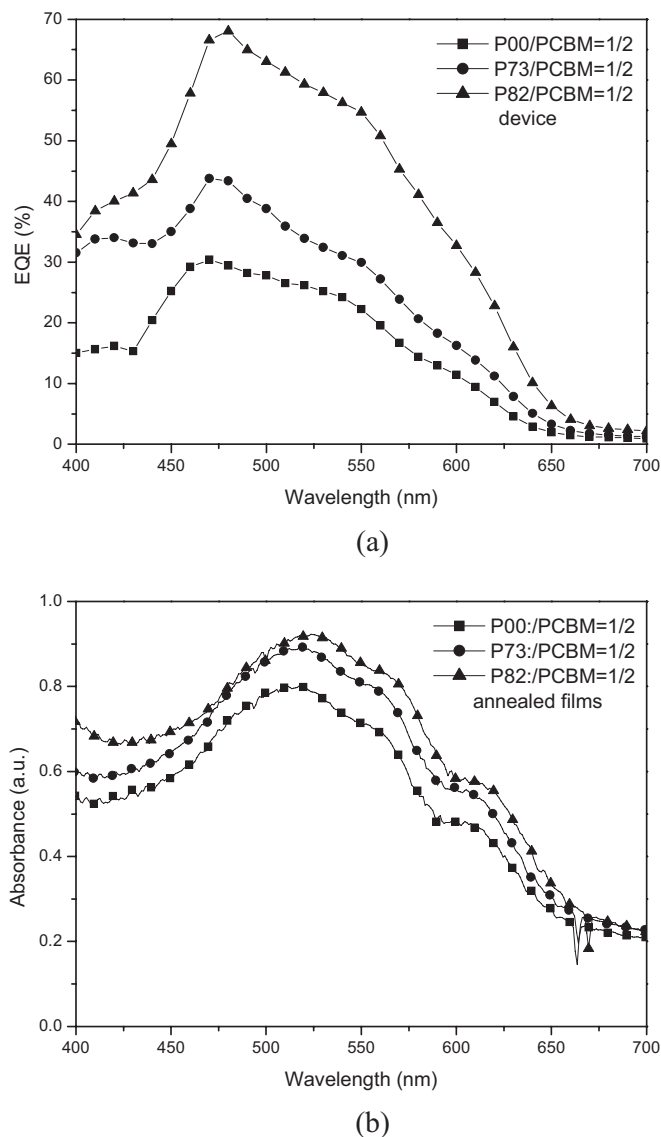 70
60
50
40
30
20
10
0
EQE (%)
P00/PCBM=1/2
P73/PCBM=1/2
P82/PCBM=1/2
device
400 450 500 550 600 650 700
Wavelength (nm)
(a)
1.0
0.8
0.6
0.4
0.2
0.0
Absorbance (a.u.)
P00:/PCBM=1/2
P73:/PCBM=1/2
P82:/PCBM=1/2
annealed films
400 450 500 550 600 650 700
Wavelength (nm)
(b)